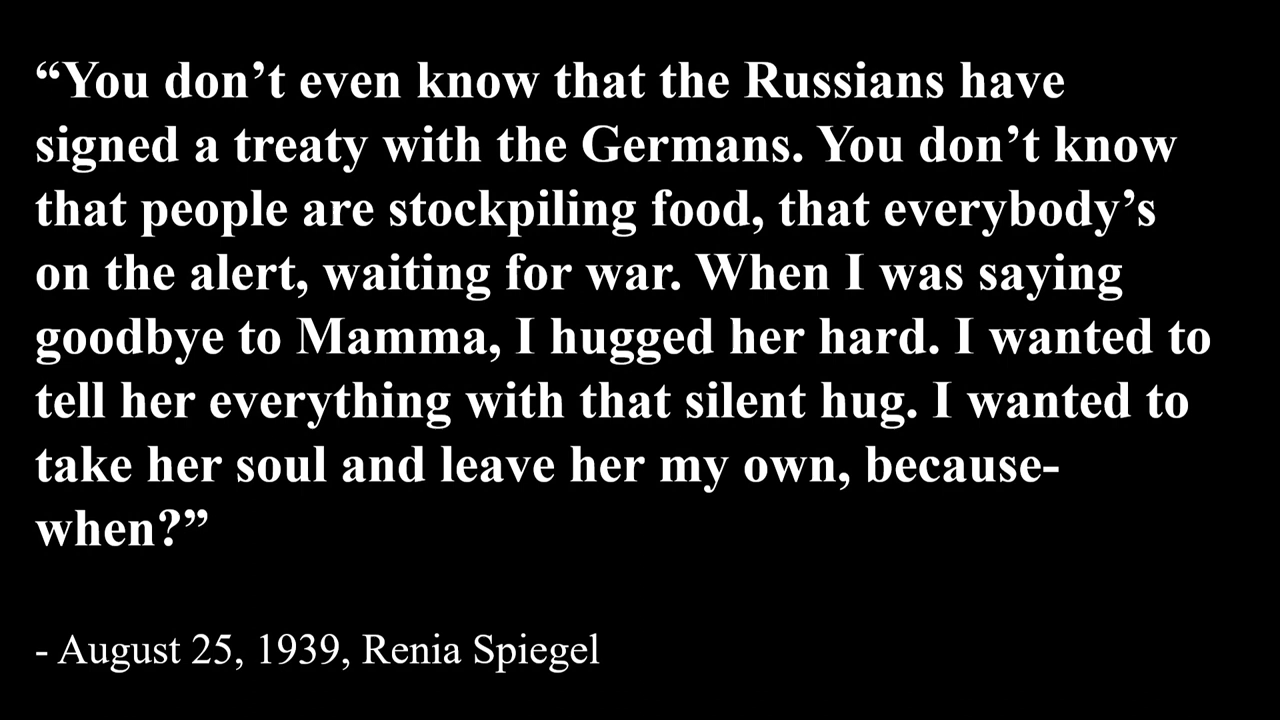 “You don’t even know that the Russians have
signed a treaty with the Germans. You don’t know
that people are stockpiling food, that everybody’s
on the alert, waiting for war. When I was saying
goodbye to Mamma, I hugged her hard. I wanted to
tell her everything with that silent hug. I wanted to
take her soul and leave her my own, because-
when?”
- August 25, 1939, Renia Spiegel